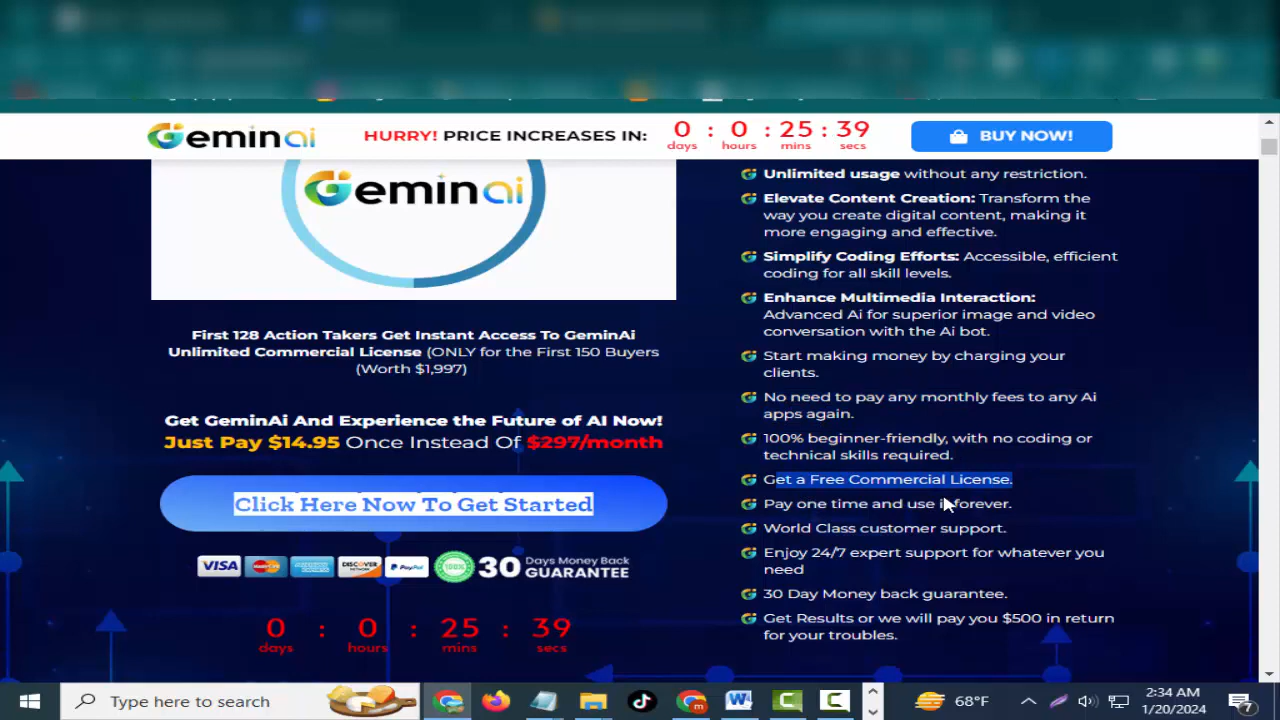 Geminai
HURRY! PRICE INCREASES IN:
0 : 0 : 25 : 39
days hours mins secs
BUY NOW!
Geminai
First 128 Action Takers Get Instant Access To GeminAi
Unlimited Commercial License (ONLY for the First 150 Buyers
(Worth $1,997)
Get GeminAi And Experience the Future of AI Now!
Just Pay $14.95 Once Instead Of $297/month
Click Here Now To Get Started
VISA MasterCard DISCOVER PayPal 100% 30 Days Money Back
GUARANTEE
0 : 0 : 25 : 39
days hours mins secs
Unlimited usage without any restriction.
Elevate Content Creation: Transform the
way you create digital content, making it
more engaging and effective.
Simplify Coding Efforts: Accessible, efficient
coding for all skill levels.
Enhance Multimedia Interaction:
Advanced Ai for superior image and video
conversation with the Ai bot.
Start making money by charging your
clients.
No need to pay any monthly fees to any Ai
apps again.
100% beginner-friendly, with no coding or
technical skills required.
Get a Free Commercial License.
Pay one time and use it forever.
World Class customer support.
Enjoy 24/7 expert support for whatever you
need
30 Day Money back guarantee.
Get Results or we will pay you $500 in return
for your troubles.
Type here to search
68°F
2:34 AM
1/20/2024
7